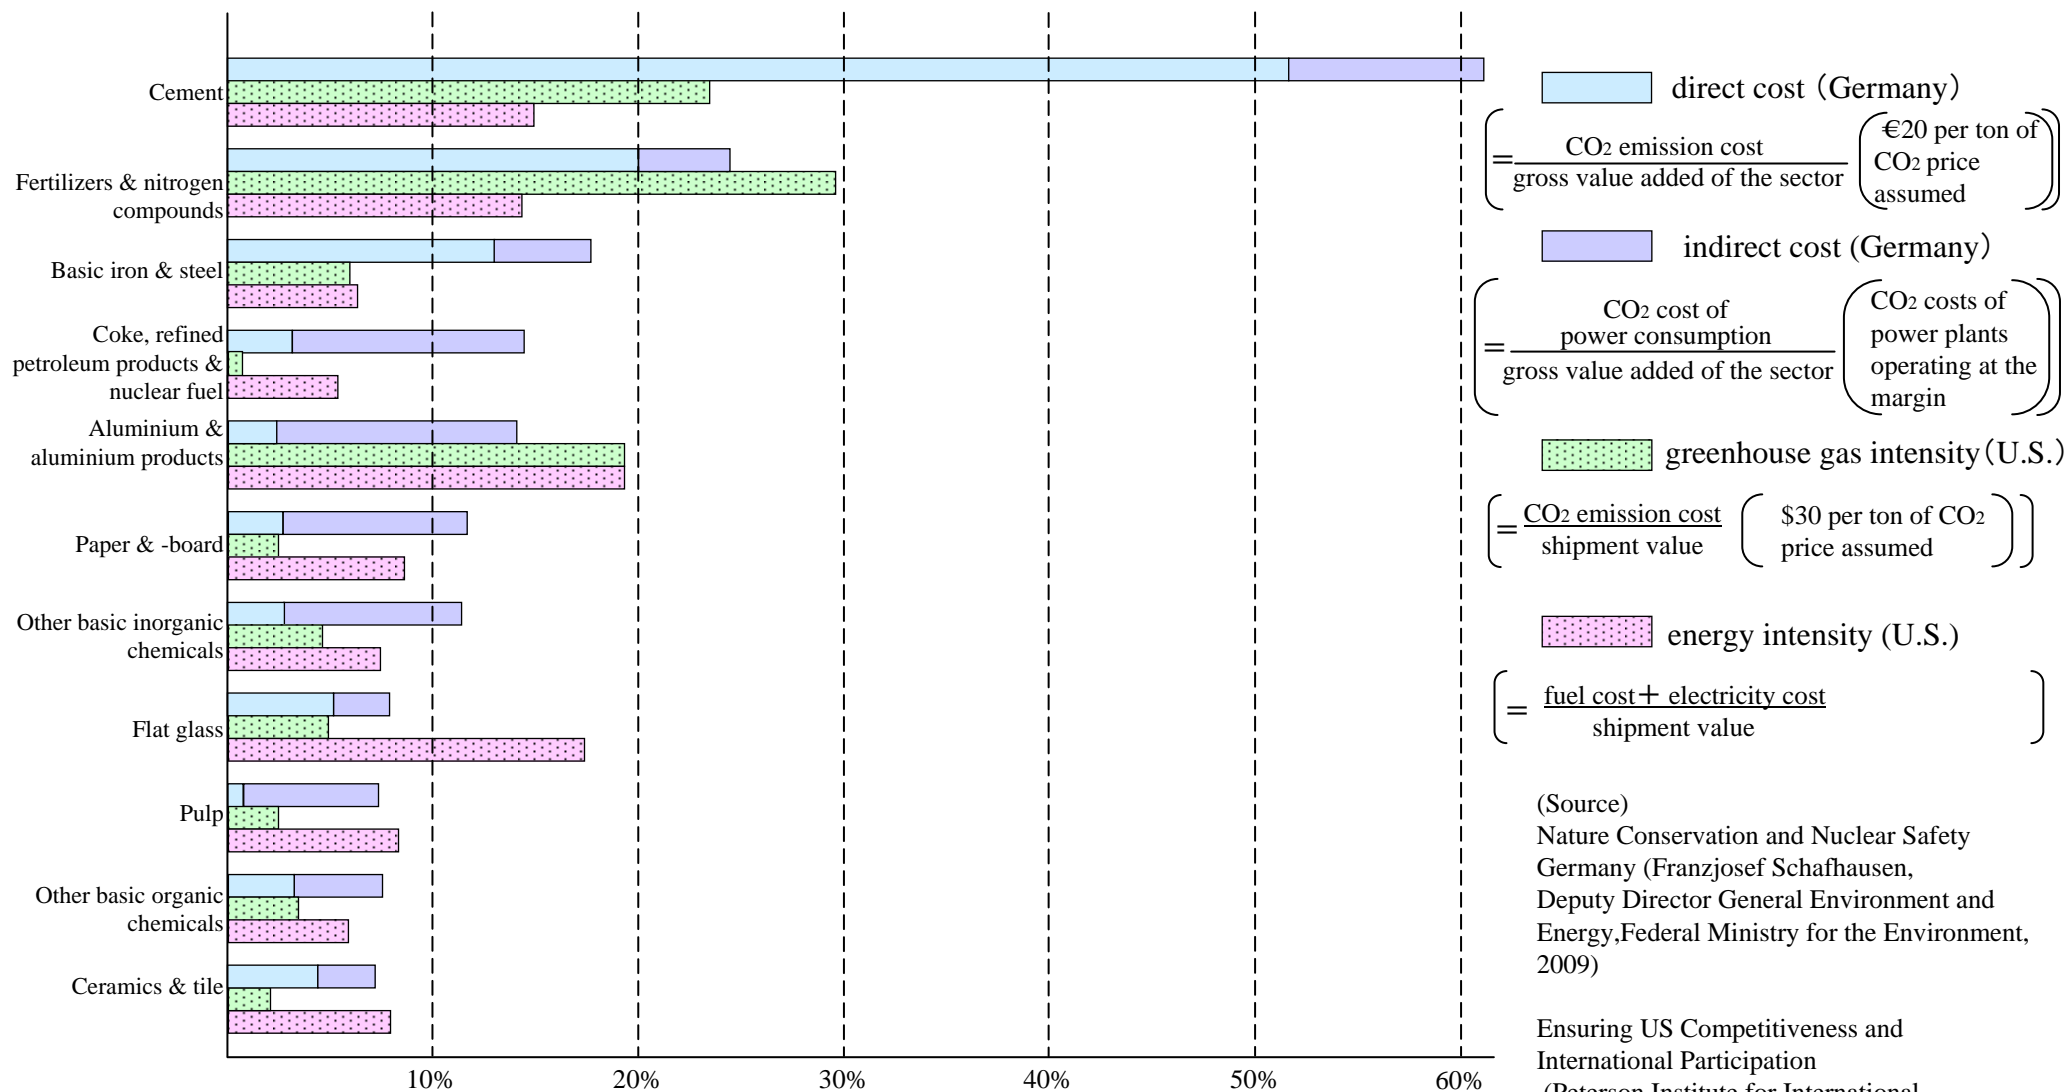 Cement
Fertilizers & nitrogen
compounds
Basic iron & steel
Coke, refined
petroleum products &
nuclear fuel
Aluminium &
aluminium products
Paper & -board
Other basic inorganic
chemicals
Flat glass
Pulp
Other basic organic
chemicals
Ceramics & tile
10%
20%
30%
40%
50%
60%
direct cost (Germany)
= CO2 emission cost
gross value added of the sector
€20 per ton of
CO2 price
assumed
indirect cost (Germany)
= CO2 cost of
power consumption
gross value added of the sector
CO2 costs of
power plants
operating at the
margin
greenhouse gas intensity (U.S.)
= CO2 emission cost
shipment value
$30 per ton of CO2
price assumed
energy intensity (U.S.)
= fuel cost+ electricity cost
shipment value
(Source)
Nature Conservation and Nuclear Safety
Germany (Franzjosef Schafhausen,
Deputy Director General Environment and
Energy,Federal Ministry for the Environment,
2009)
Ensuring US Competitiveness and
International Participation
(Peterson Institute for International